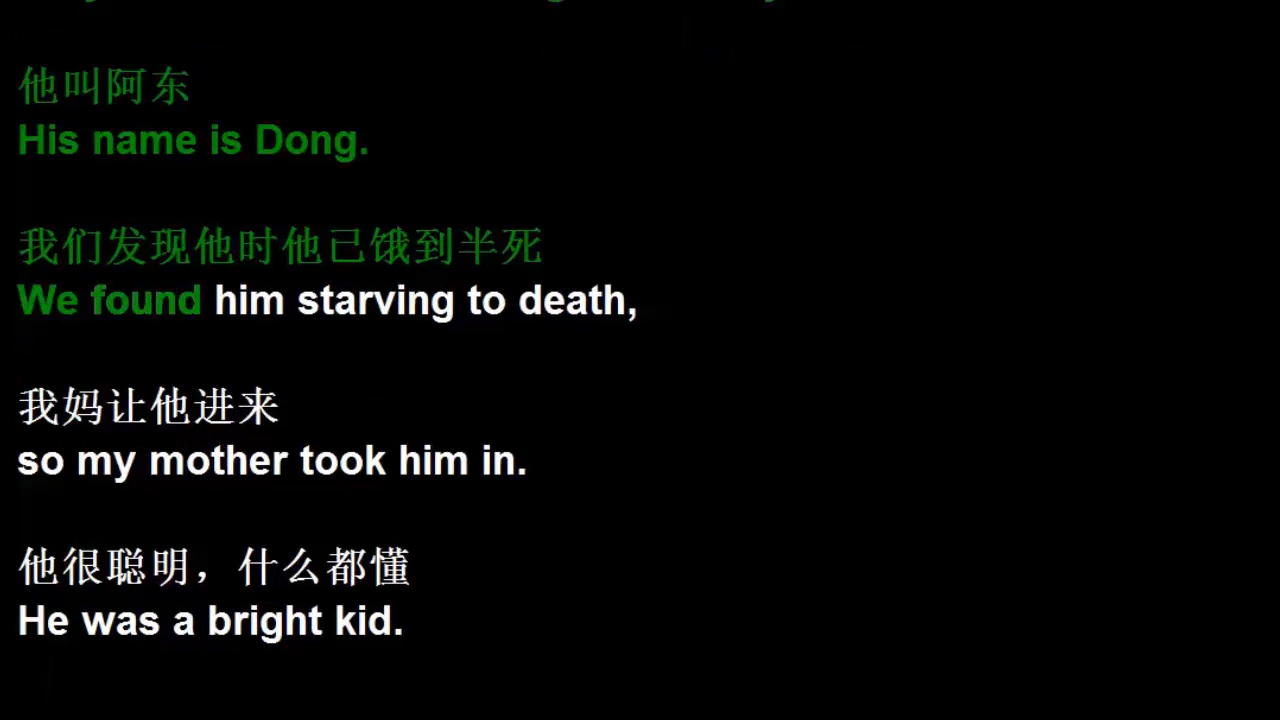 他叫阿东
His name is Dong.
我们发现他时他已饿到半死
We found him starving to death,
我妈让他进来
so my mother took him in.
他很聪明，什么都懂
He was a bright kid.